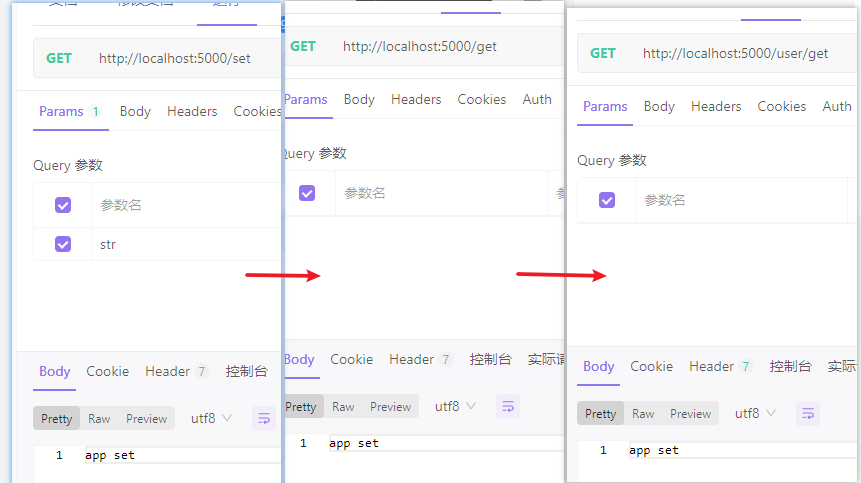 GET http://localhost:5000/set
Params 1 Body Headers Cookies
Query 参数
参数名
str
Body Cookie Header 7 控制台
Pretty Raw Preview utf8
1 app set
GET http://localhost:5000/get
Params Body Headers Cookies Auth
Query 参数
参数名
Body Cookie Header 7 控制台 实际请
Pretty Raw Preview utf8
1 app set
GET http://localhost:5000/user/get
Params Body Headers Cookies Auth
Query 参数
参数名
Body Cookie Header 7 控制台 实际
Pretty Raw Preview utf8
1 app set